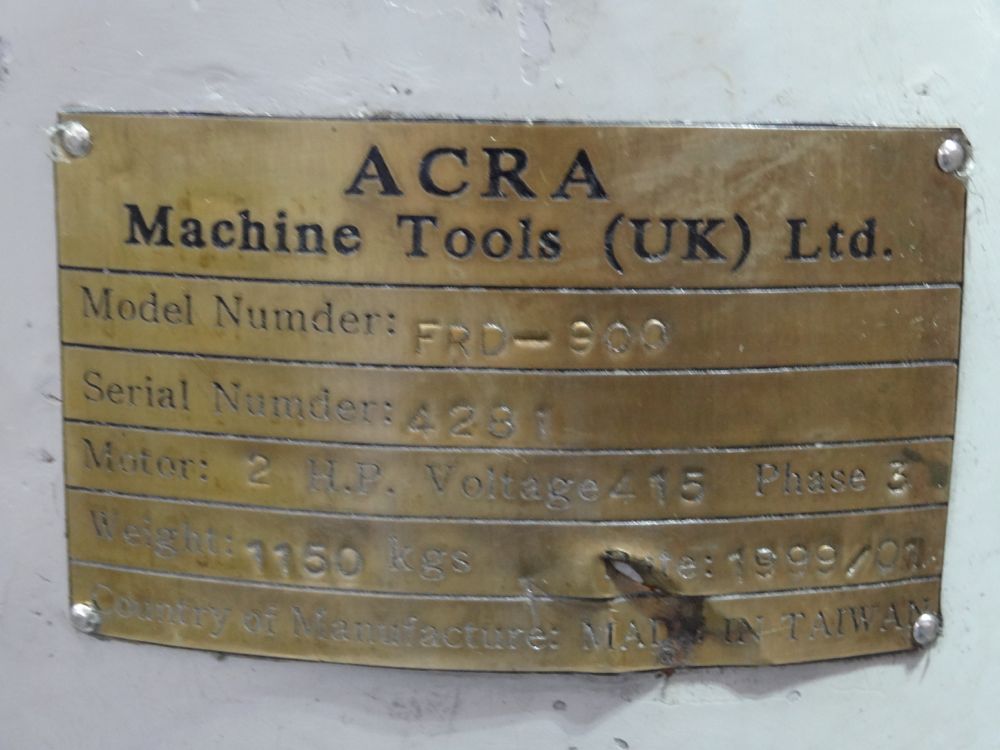 ACRA
Machine Tools (UK) Ltd.
Model Numder: FRD-900
Serial Numder: 4281
Motor: 2 H.P. Voltage 415 Phase 3
Weight: 1150 kgs Date: 1999/01.
Country of Manufacture: MADE IN TAIWAN